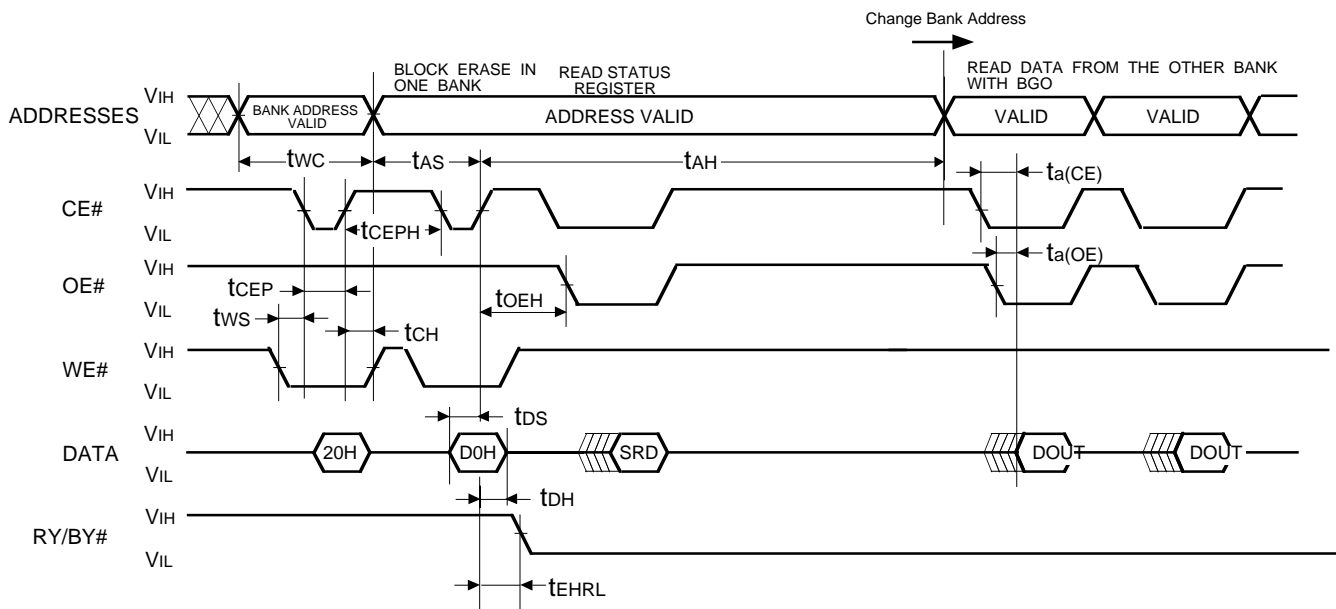 Change Bank Address
BLOCK ERASE IN
ONE BANK
READ STATUS
REGISTER
READ DATA FROM THE OTHER BANK
WITH BGO
ADDRESSES
VIH
VIL
BANK ADDRESS
VALID
ADDRESS VALID
VALID
VALID
tWC
tAS
tAH
ta(CE)
CE#
VIH
VIL
tCEPH
ta(OE)
OE#
VIH
VIL
tCEP
tOEH
tWS
tCH
WE#
VIH
VIL
tDS
DATA
VIH
VIL
20H
D0H
SRD
DOUT
DOUT
tDH
RY/BY#
VIH
VIL
tEHRL